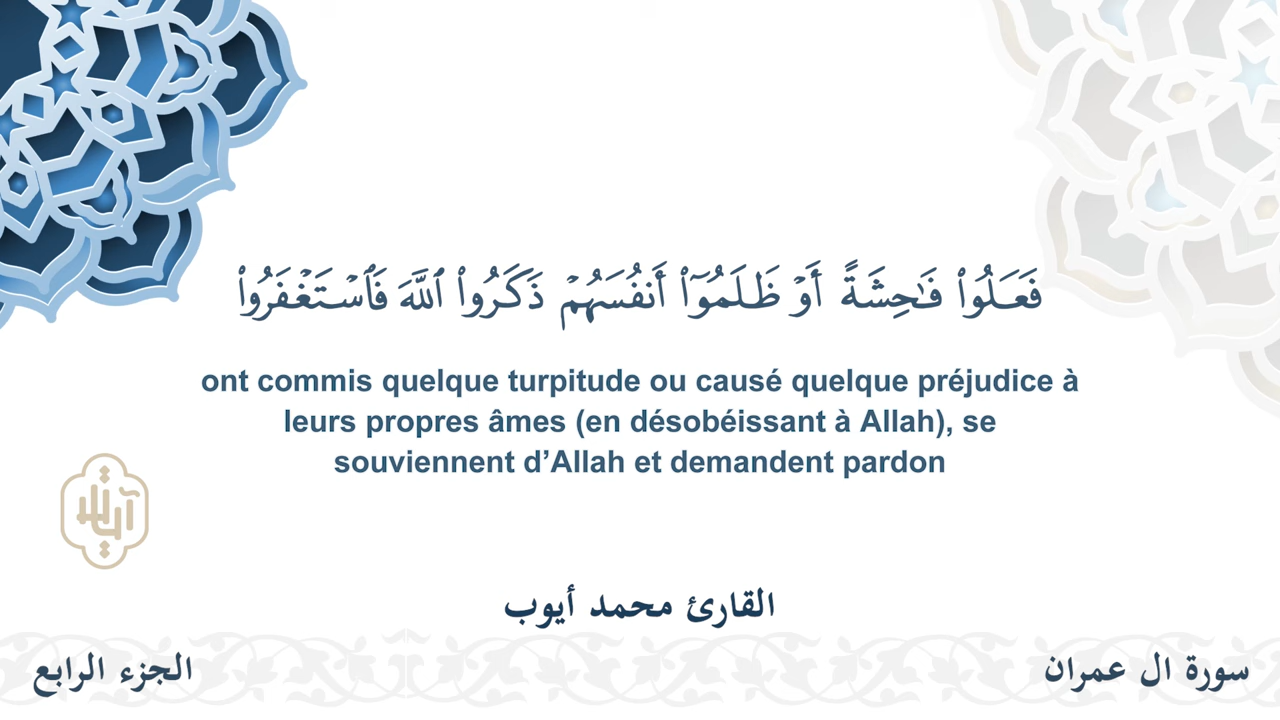 فَعَلُوا۟ فَـٰحِشَةً أَوْ ظَلَمُوٓا۟ أَنفُسَهُمْ ذَكَرُوا۟ ٱللَّهَ فَٱسْتَغْفَرُوا۟
ont commis quelque turpitude ou causé quelque préjudice à
leurs propres âmes (en désobéissant à Allah), se
souviennent d’Allah et demandent pardon
القارئ محمد أيوب
سورة ال عمران
الجزء الرابع